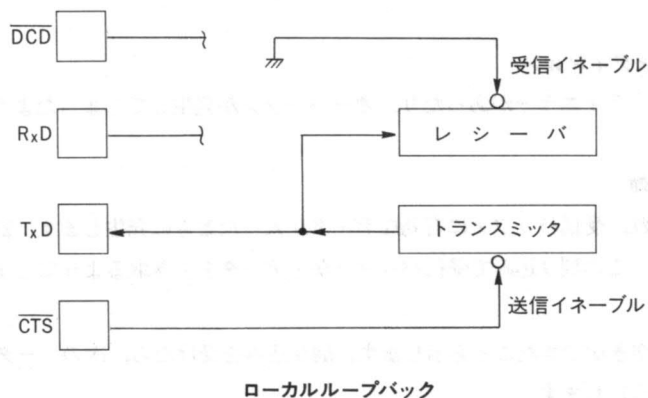 DCD
受信イネーブル
RxD
レシーバ
TxD
トランスミッタ
送信イネーブル
CTS
ローカルループバック